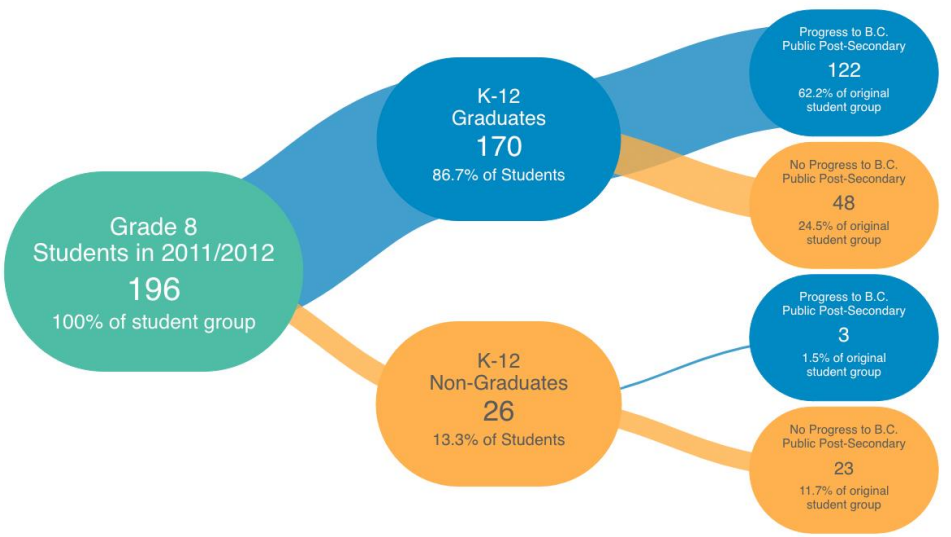 Grade 8
Students in 2011/2012
196
100% of student group
K-12
Graduates
170
86.7% of Students
K-12
Non-Graduates
26
13.3% of Students
Progress to B.C.
Public Post-Secondary
122
62.2% of original
student group
No Progress to B.C.
Public Post-Secondary
48
24.5% of original
student group
Progress to B.C.
Public Post-Secondary
3
1.5% of original
student group
No Progress to B.C.
Public Post-Secondary
23
11.7% of original
student group